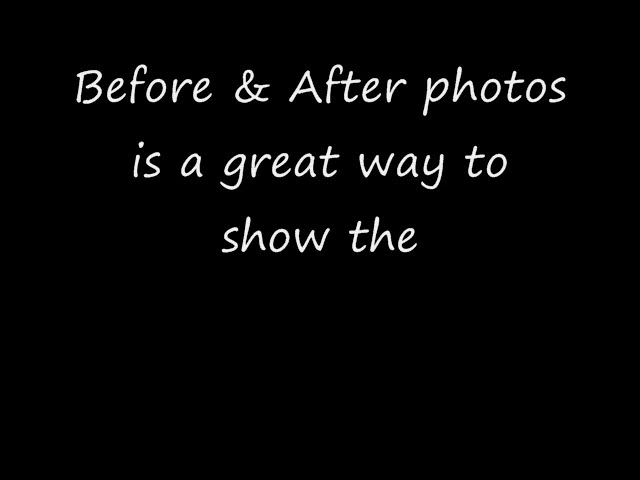 Before & After photos
is a great way to
show the